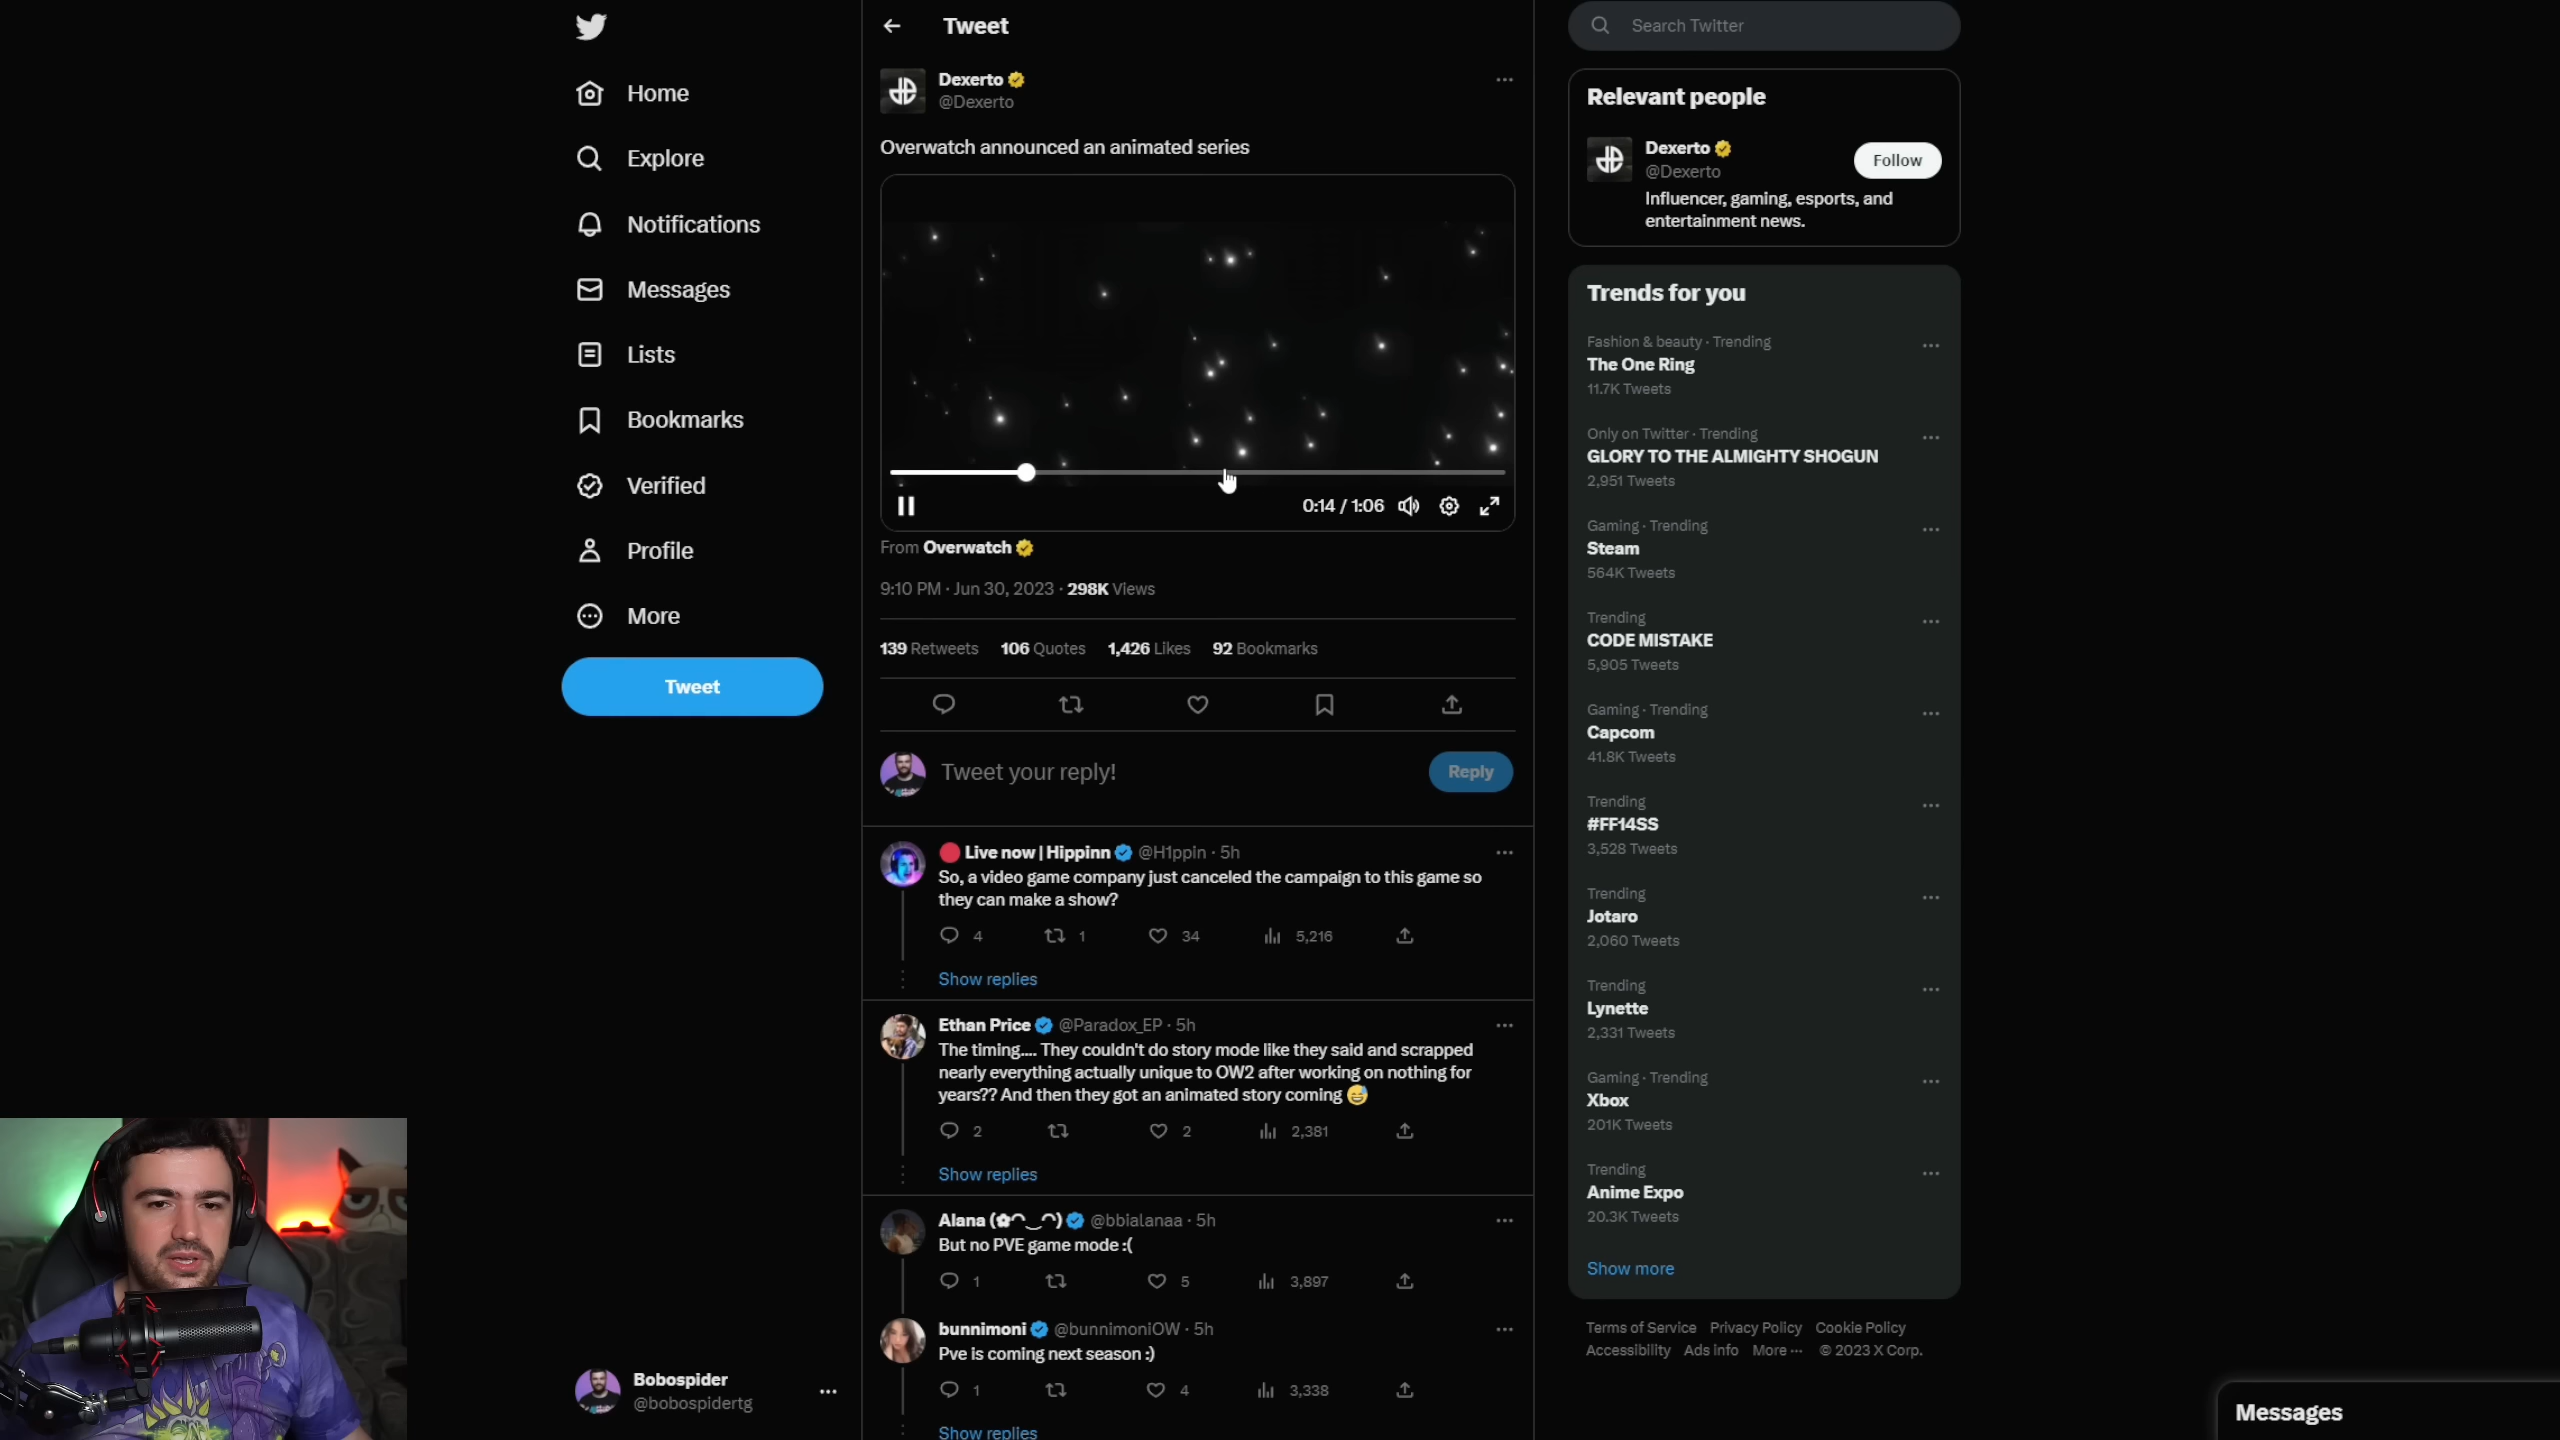 Home
Explore
Notifications
Messages
Lists
Bookmarks
Verified
Profile
More
Tweet
Bobospider
@bobospidertg
Tweet
Dexerto
@Dexerto
Overwatch announced an animated series
0:14 / 1:06
From Overwatch
9:10 PM · Jun 30, 2023 · 298K Views
139 Retweets 106 Quotes 1,426 Likes 92 Bookmarks
Tweet your reply!
Reply
Live now | Hippinn @H1ppin · 5h
So, a video game company just canceled the campaign to this game so
they can make a show?
4 1 34 5,216
Show replies
Ethan Price @Paradox_EP · 5h
The timing.... They couldn't do story mode like they said and scrapped
nearly everything actually unique to OW2 after working on nothing for
years?? And then they got an animated story coming 😅
2 2 2,381
Show replies
Alana (✿◠‿◠) @bbialanaa · 5h
But no PVE game mode :(
1 5 3,897
bunnimoni @bunnimoniOW · 5h
Pve is coming next season :)
1 4 3,338
Show replies
Search Twitter
Relevant people
Dexerto
@Dexerto
Follow
Influencer, gaming, esports, and
entertainment news.
Trends for you
Fashion & beauty · Trending
The One Ring
11.7K Tweets
Only on Twitter · Trending
GLORY TO THE ALMIGHTY SHOGUN
2,951 Tweets
Gaming · Trending
Steam
564K Tweets
Trending
CODE MISTAKE
5,905 Tweets
Gaming · Trending
Capcom
41.8K Tweets
Trending
#FF14SS
3,528 Tweets
Trending
Jotaro
2,060 Tweets
Trending
Lynette
2,331 Tweets
Gaming · Trending
Xbox
201K Tweets
Trending
Anime Expo
20.3K Tweets
Show more
Terms of Service Privacy Policy Cookie Policy
Accessibility Ads info More ··· © 2023 X Corp.
Messages